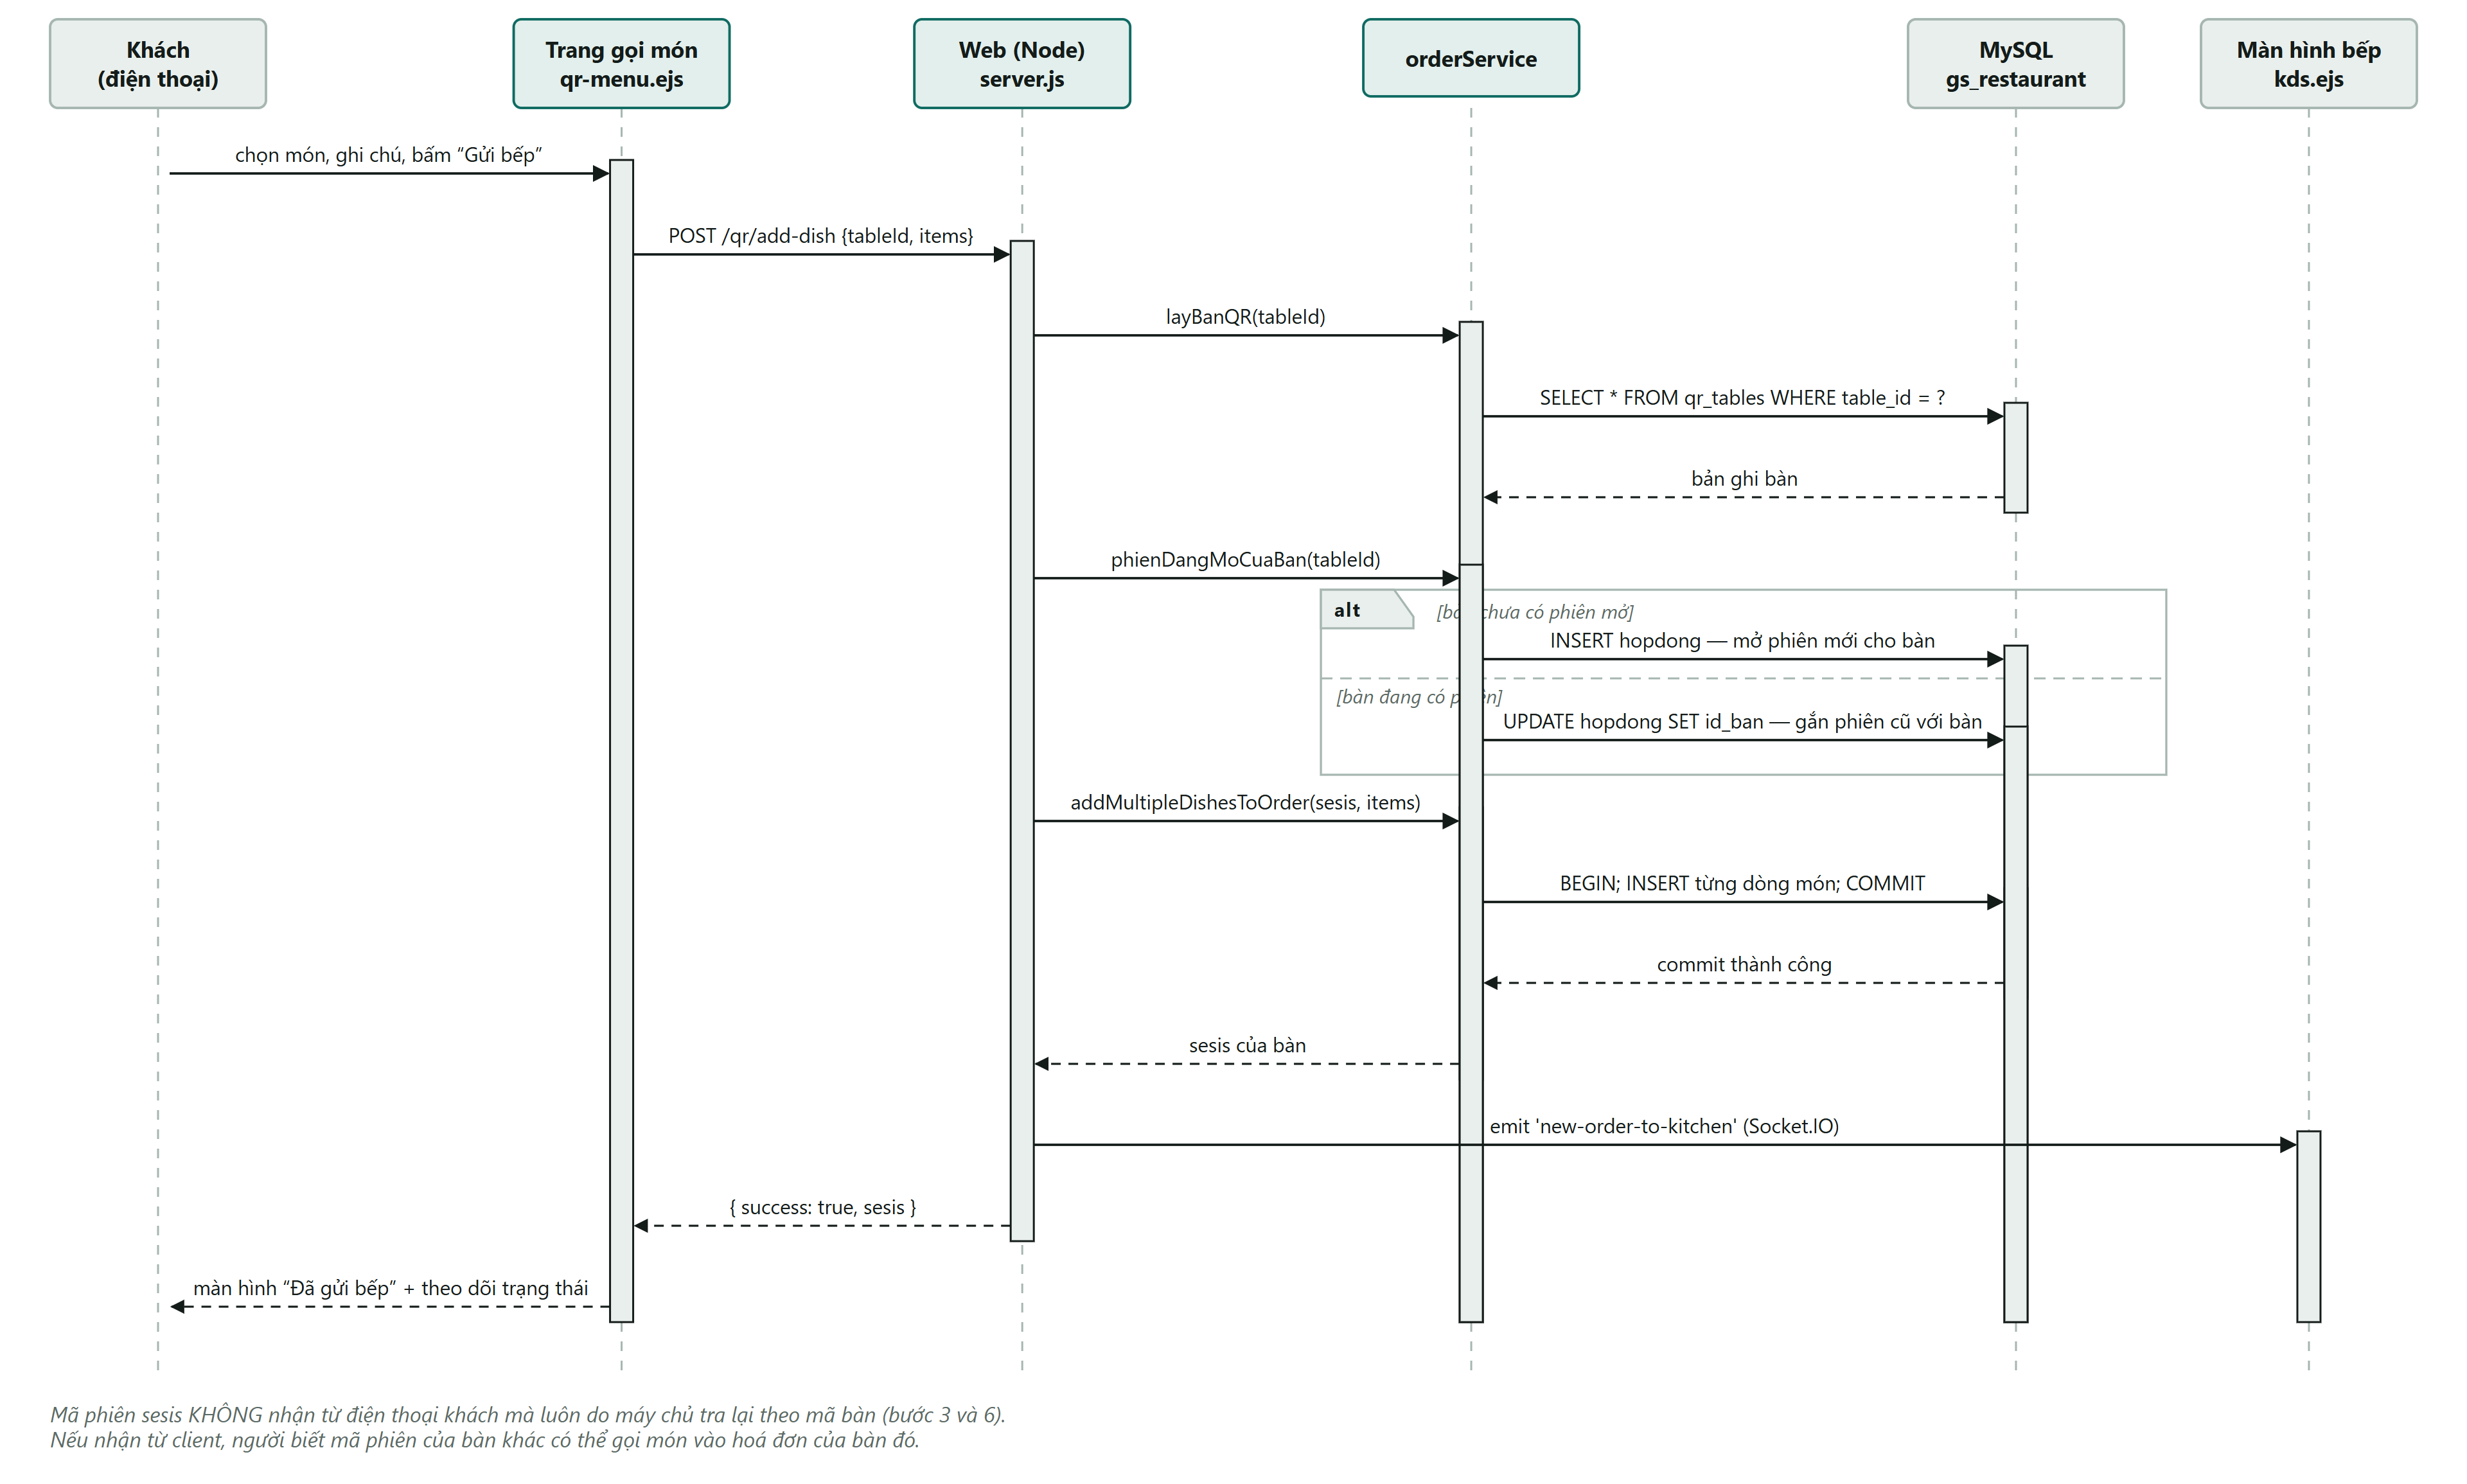 Khách
(điện thoại)
Trang gọi món
qr-menu.ejs
Web (Node)
server.js
orderService
MySQL
gs_restaurant
Màn hình bếp
kds.ejs
chọn món, ghi chú, bấm “Gửi bếp”
POST /qr/add-dish {tableId, items}
layBanQR(tableId)
SELECT * FROM qr_tables WHERE table_id = ?
bản ghi bàn
phienDangMoCuaBan(tableId)
alt
chưa có phiên mở]
INSERT hopdong — mở phiên mới cho bàn
[bàn đang có
UPDATE hopdong SET id_ban — gắn phiên cũ với bàn
addMultipleDishesToOrder(sesis, items)
BEGIN; INSERT từng dòng món; COMMIT
commit thành công
sesis của bàn
emit 'new-order-to-kitchen' (Socket.IO)
{ success: true, sesis }
màn hình “Đã gửi bếp” + theo dõi trạng thái
Mã phiên sesis KHÔNG nhận từ điện thoại khách mà luôn do máy chủ tra lại theo mã bàn (bước 3 và 6).
Nếu nhận từ client, người biết mã phiên của bàn khác có thể gọi món vào hoá đơn của bàn đó.